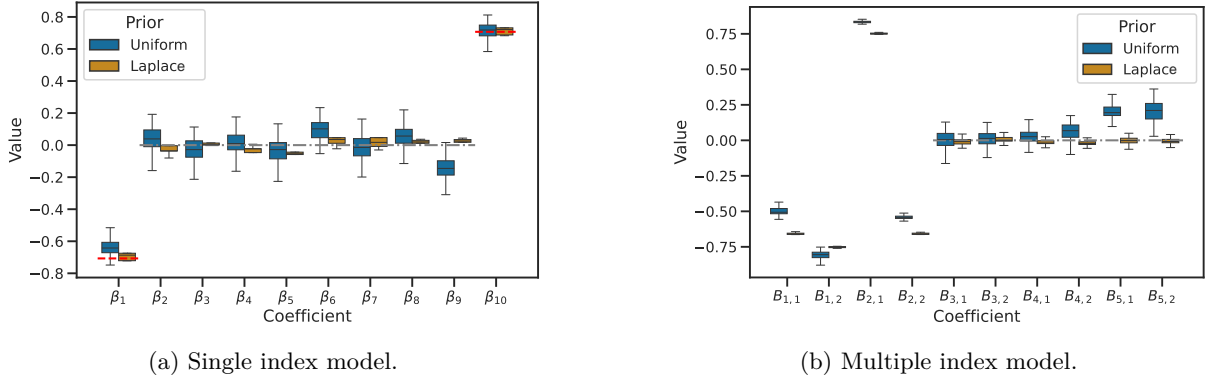 Prior
Uniform
Laplace
Value
0.8
0.6
0.4
0.2
0.0
−0.2
−0.4
−0.6
−0.8
β1 β2 β3 β4 β5 β6 β7 β8 β9 β10
Coefficient
(a) Single index model.
Prior
Uniform
Laplace
Value
0.75
0.50
0.25
0.00
−0.25
−0.50
−0.75
B1,1 B1,2 B2,1 B2,2 B3,1 B3,2 B4,1 B4,2 B5,1 B5,2
Coefficient
(b) Multiple index model.